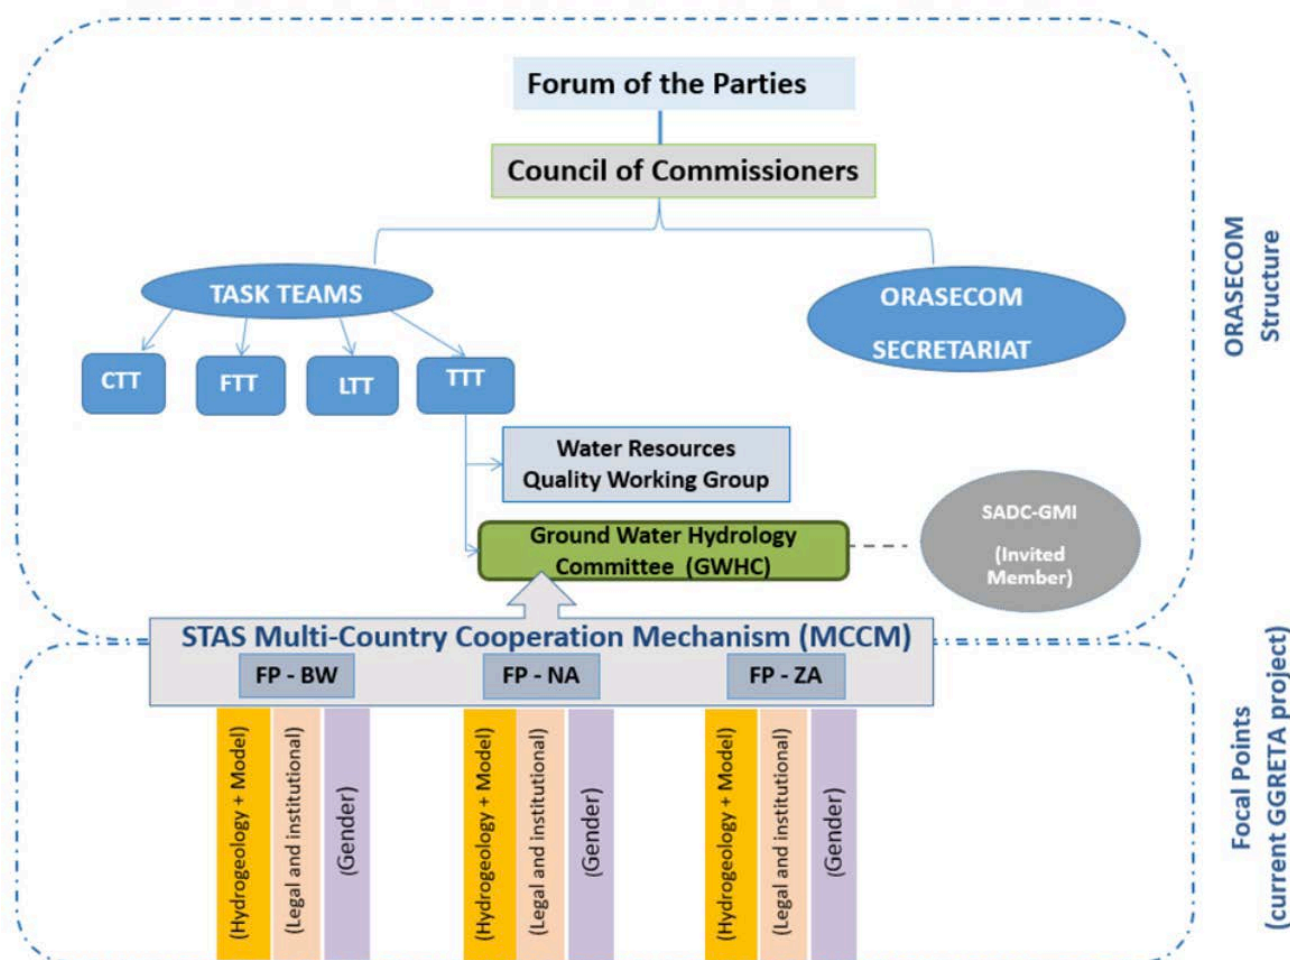 Forum of the Parties
Council of Commissioners
TASK TEAMS
ORASECOM
SECRETARIAT
CTT
FTT
LTT
TTT
Water Resources
Quality Working Group
Ground Water Hydrology
Committee (GWHC)
SADC-GMI
(Invited
Member)
ORASECOM
Structure
STAS Multi-Country Cooperation Mechanism (MCCM)
FP - BW
FP - NA
FP - ZA
(Hydrogeology + Model)
(Legal and institutional)
(Gender)
(Hydrogeology + Model)
(Legal and institutional)
(Gender)
(Hydrogeology + Model)
(Legal and institutional)
(Gender)
Focal Points
(current GGRETA project)